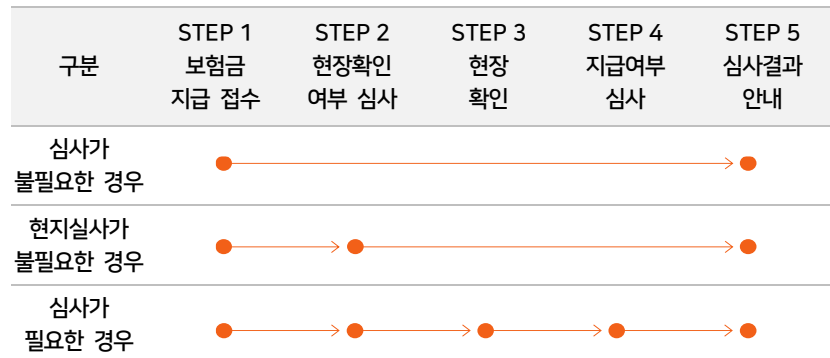 구분
STEP 1
보험금
지급 접수
STEP 2
현장확인
여부 심사
STEP 3
현장
확인
STEP 4
지급여부
심사
STEP 5
심사결과
안내
심사가
불필요한 경우
현지실사가
불필요한 경우
심사가
필요한 경우